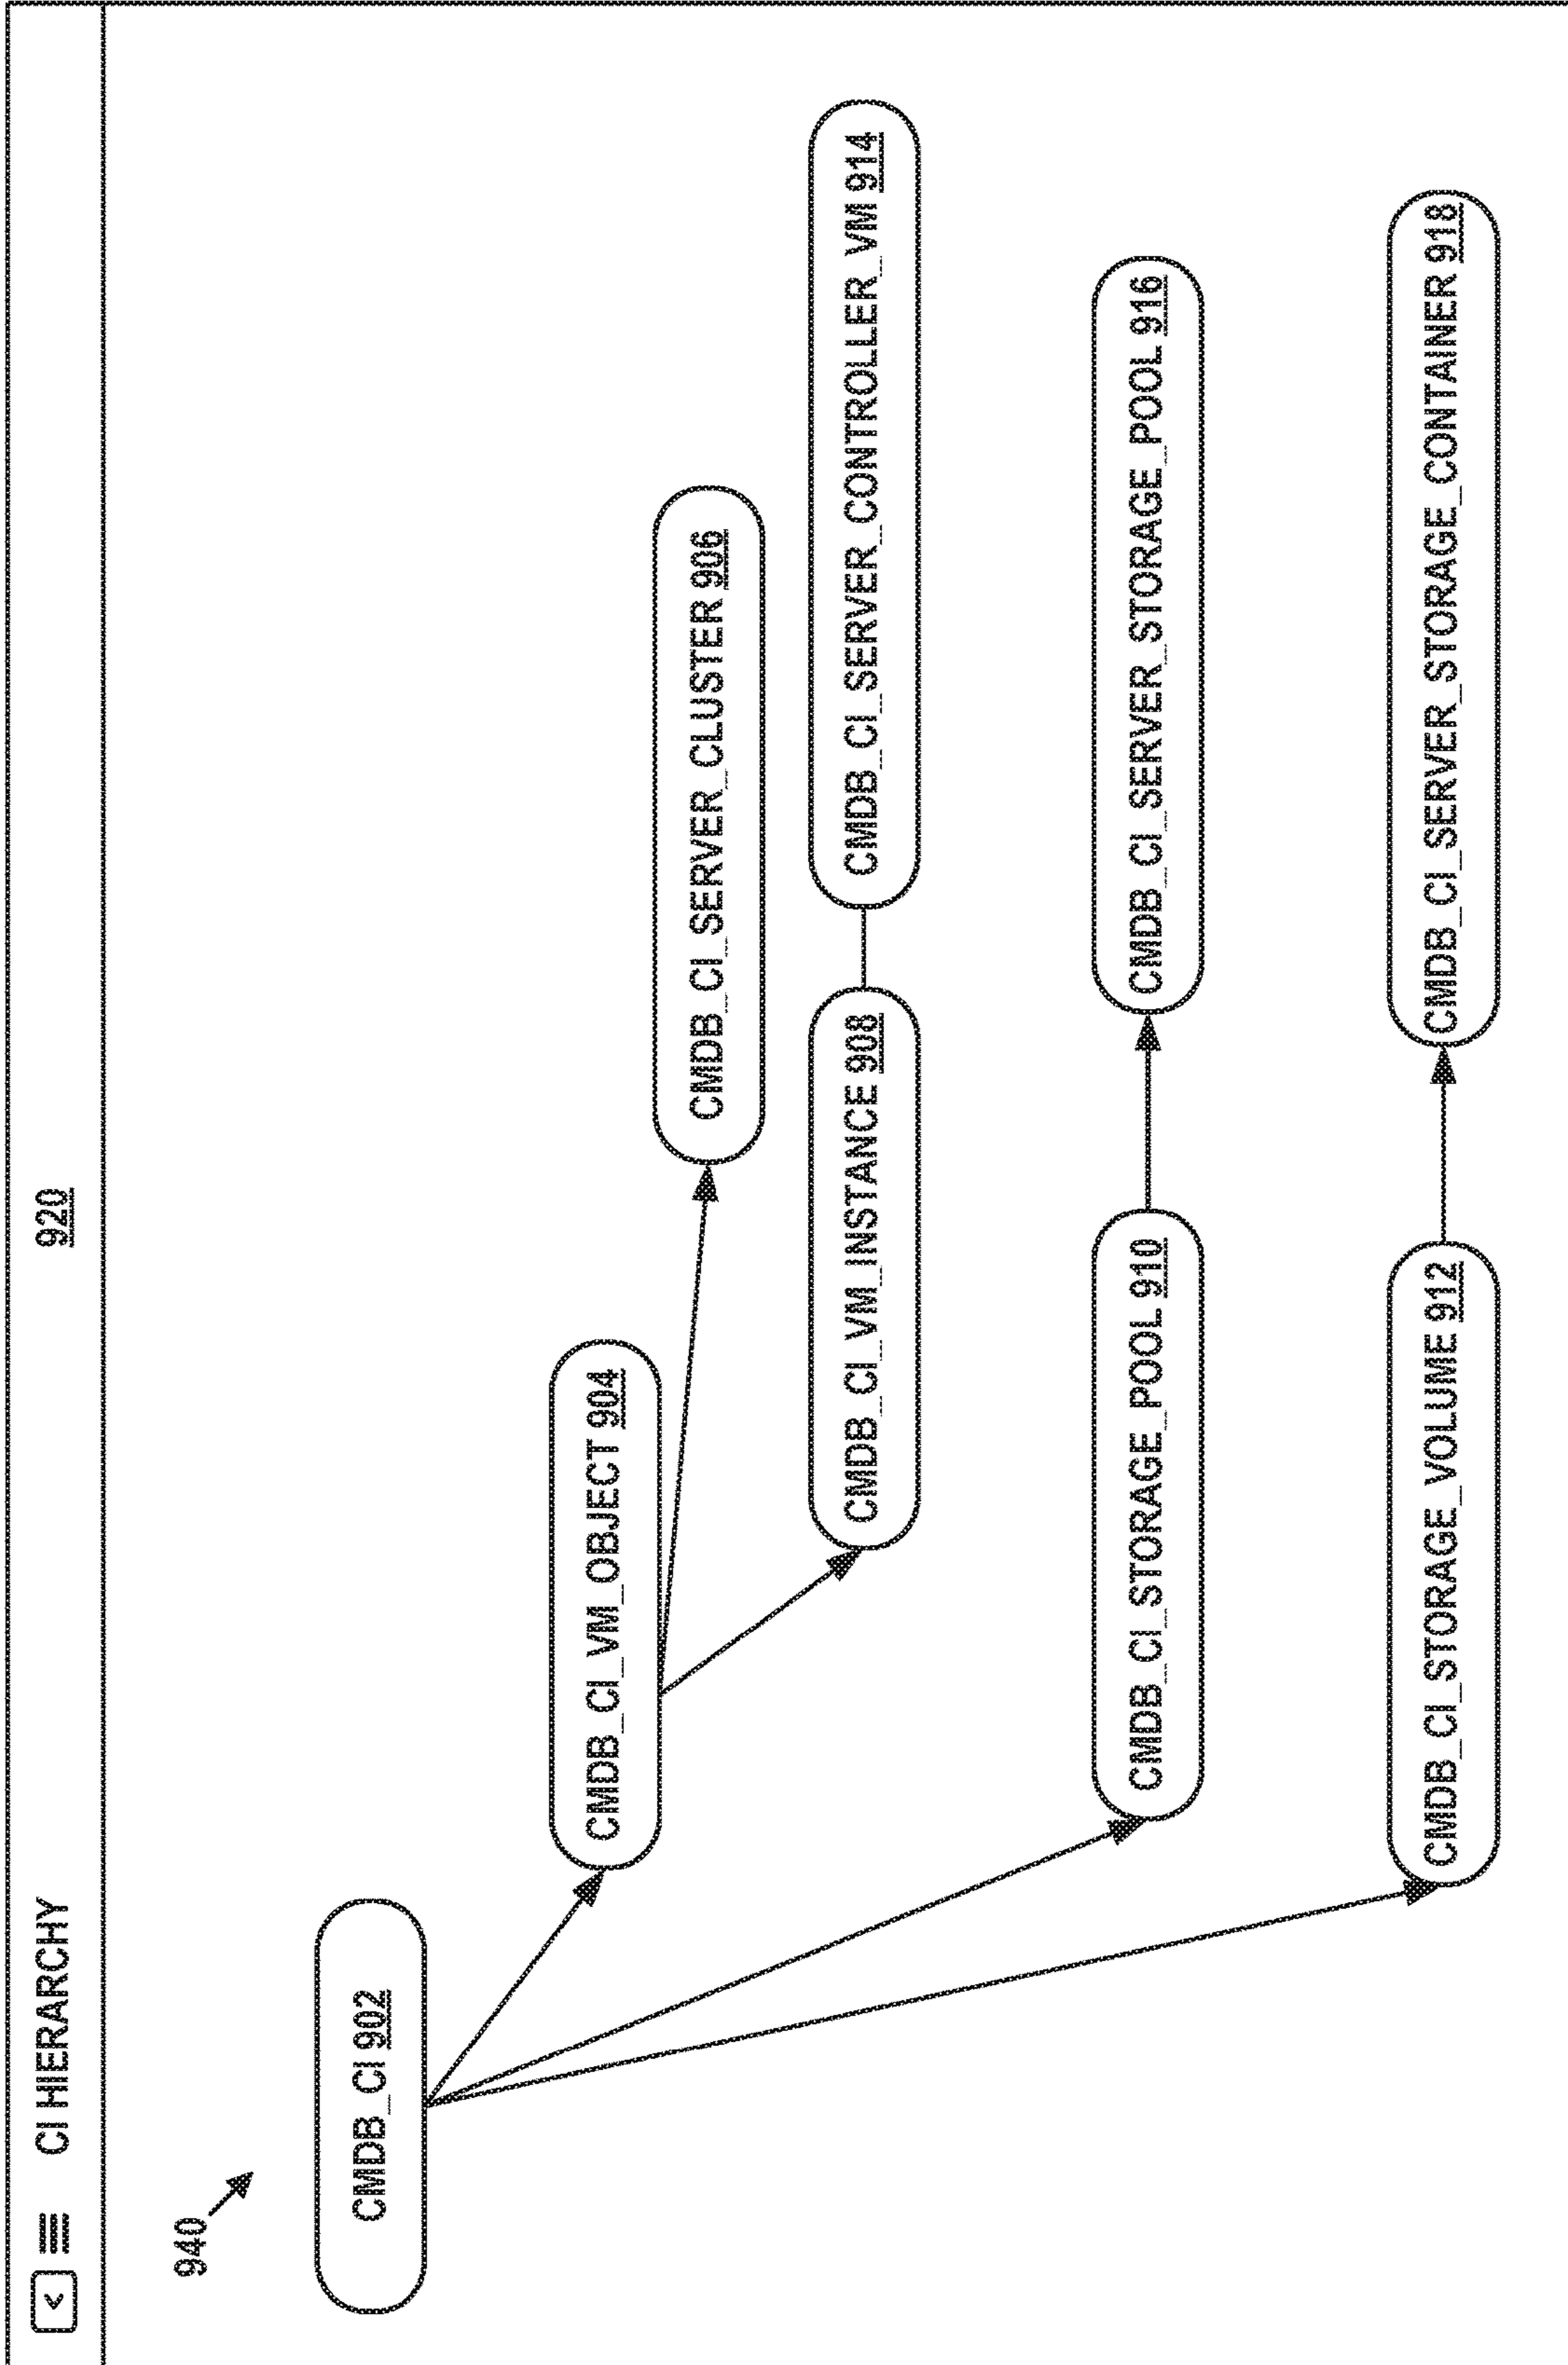 < CI HIERARCHY 920
940
CMDB_CI 902
CMDB_CI_VM_OBJECT 904
CMDB_CI_SERVER_CLUSTER 906
CMDB_CI_VM_INSTANCE 908
CMDB_CI_SERVER_CONTROLLER_VM 914
CMDB_CI_STORAGE_POOL 910
CMDB_CI_SERVER_STORAGE_POOL 916
CMDB_CI_STORAGE_VOLUME 912
CMDB_CI_SERVER_STORAGE_CONTAINER 918